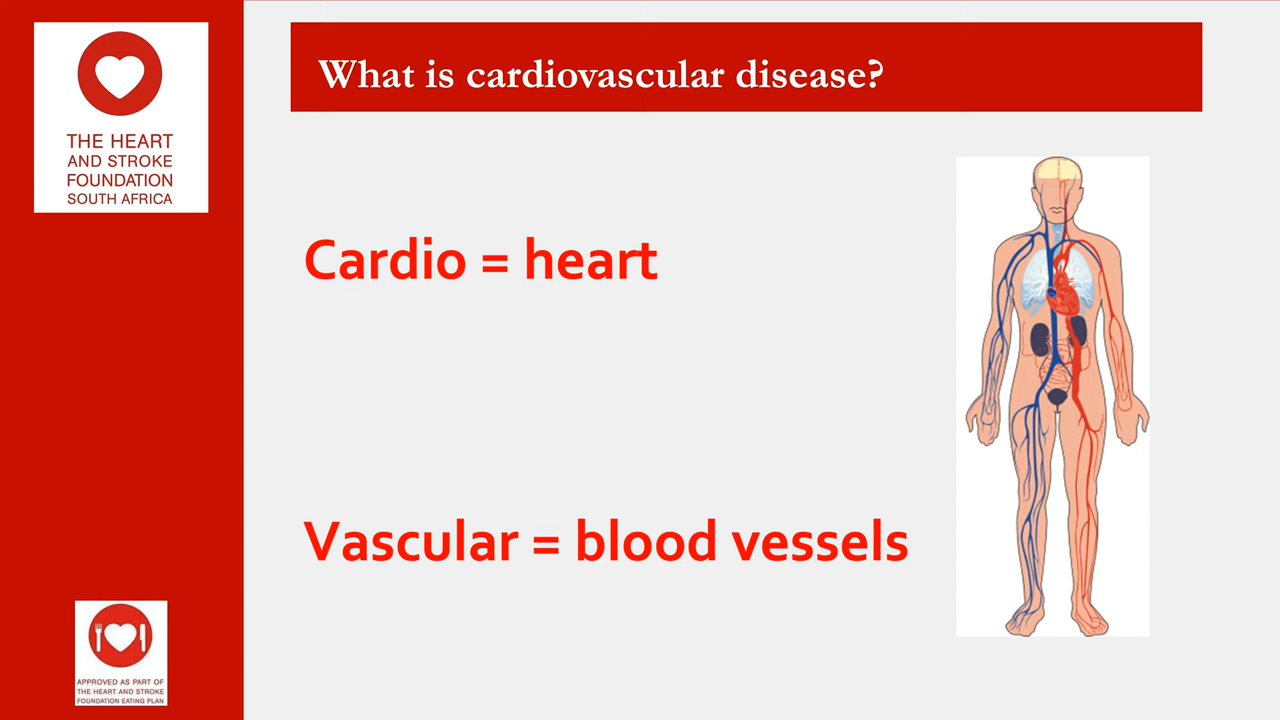 THE HEART
AND STROKE
FOUNDATION
SOUTH AFRICA
What is cardiovascular disease?
Cardio = heart
Vascular = blood vessels
APPROVED AS PART OF
THE HEART AND STROKE
FOUNDATION EATING PLAN